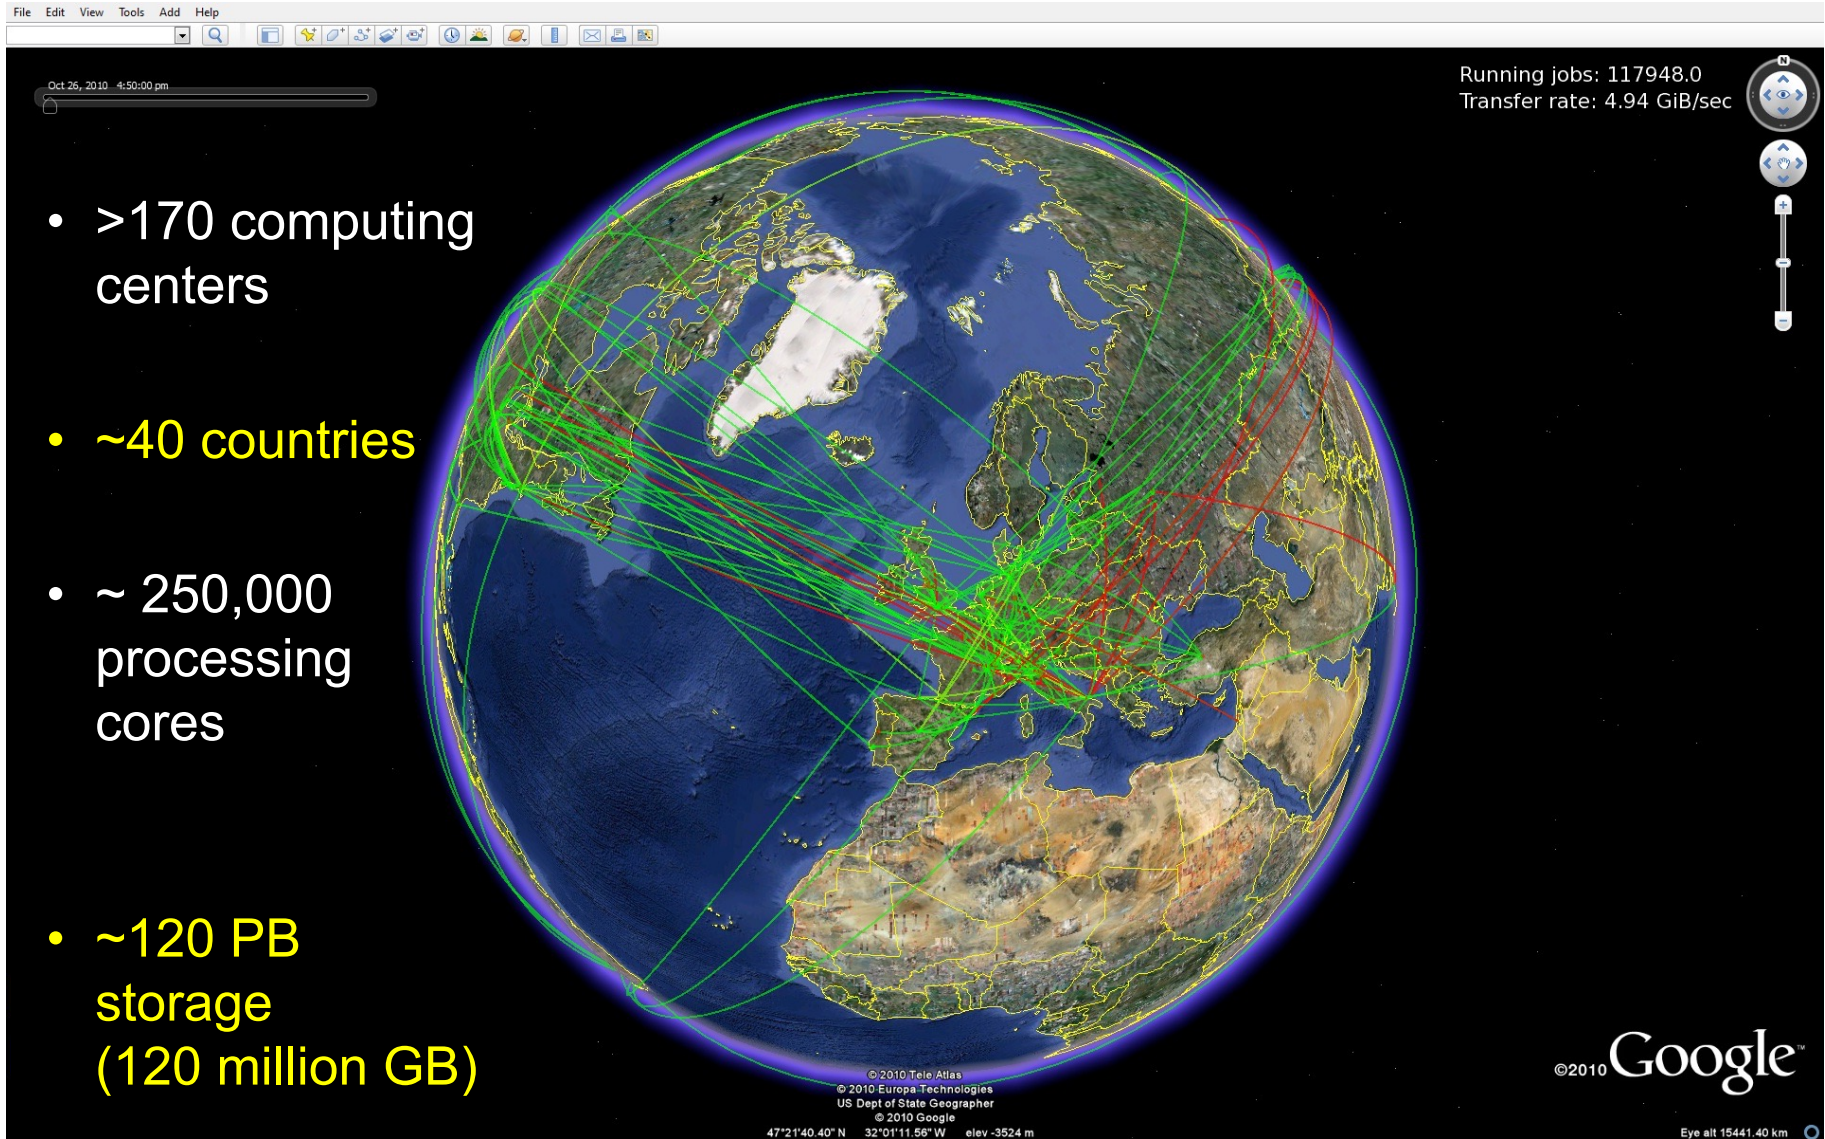 File Edit View Tools Add Help
Oct 26, 2010 4:50:00 pm
Running jobs: 117948.0
Transfer rate: 4.94 GiB/sec
N
• >170 computing
centers
• ~40 countries
• ~ 250,000
processing
cores
• ~120 PB
storage
(120 million GB)
© 2010 Tele Atlas
© 2010 Europa Technologies
US Dept of State Geographer
© 2010 Google
47°21'40.40" N 32°01'11.56" W elev -3524 m
©2010 Google™
Eye alt 15441.40 km